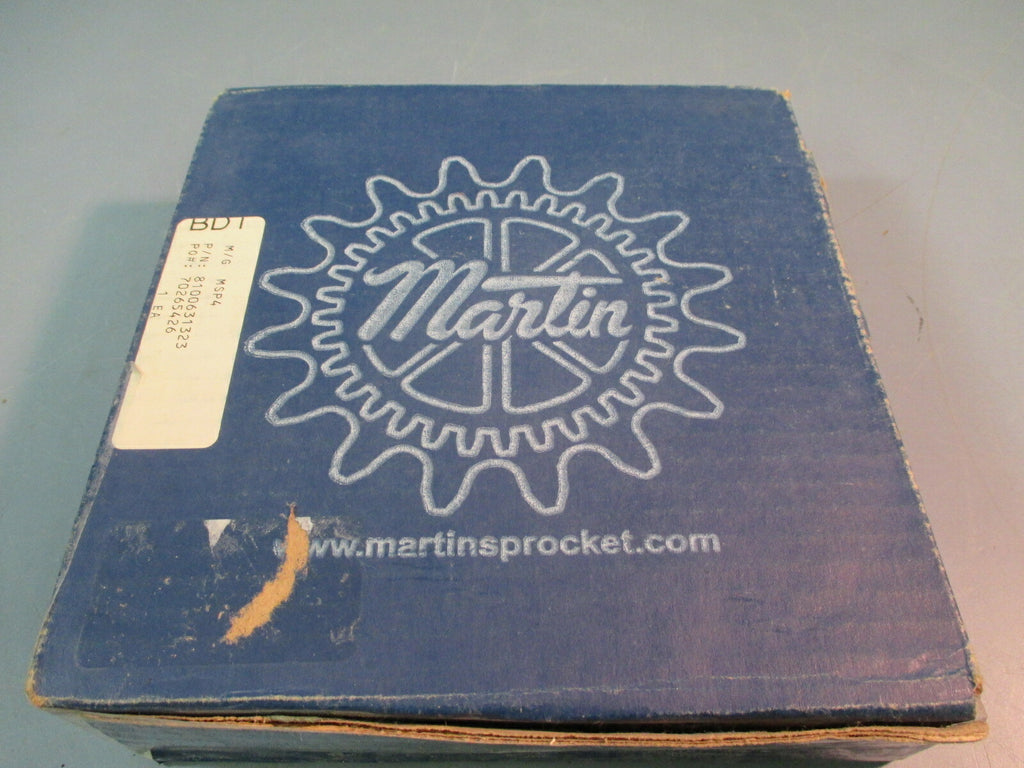 Martin
www.martinsprocket.com
BDT
M/G MSP4
P/N: 8100631323
PO#: 70265426
1 EA